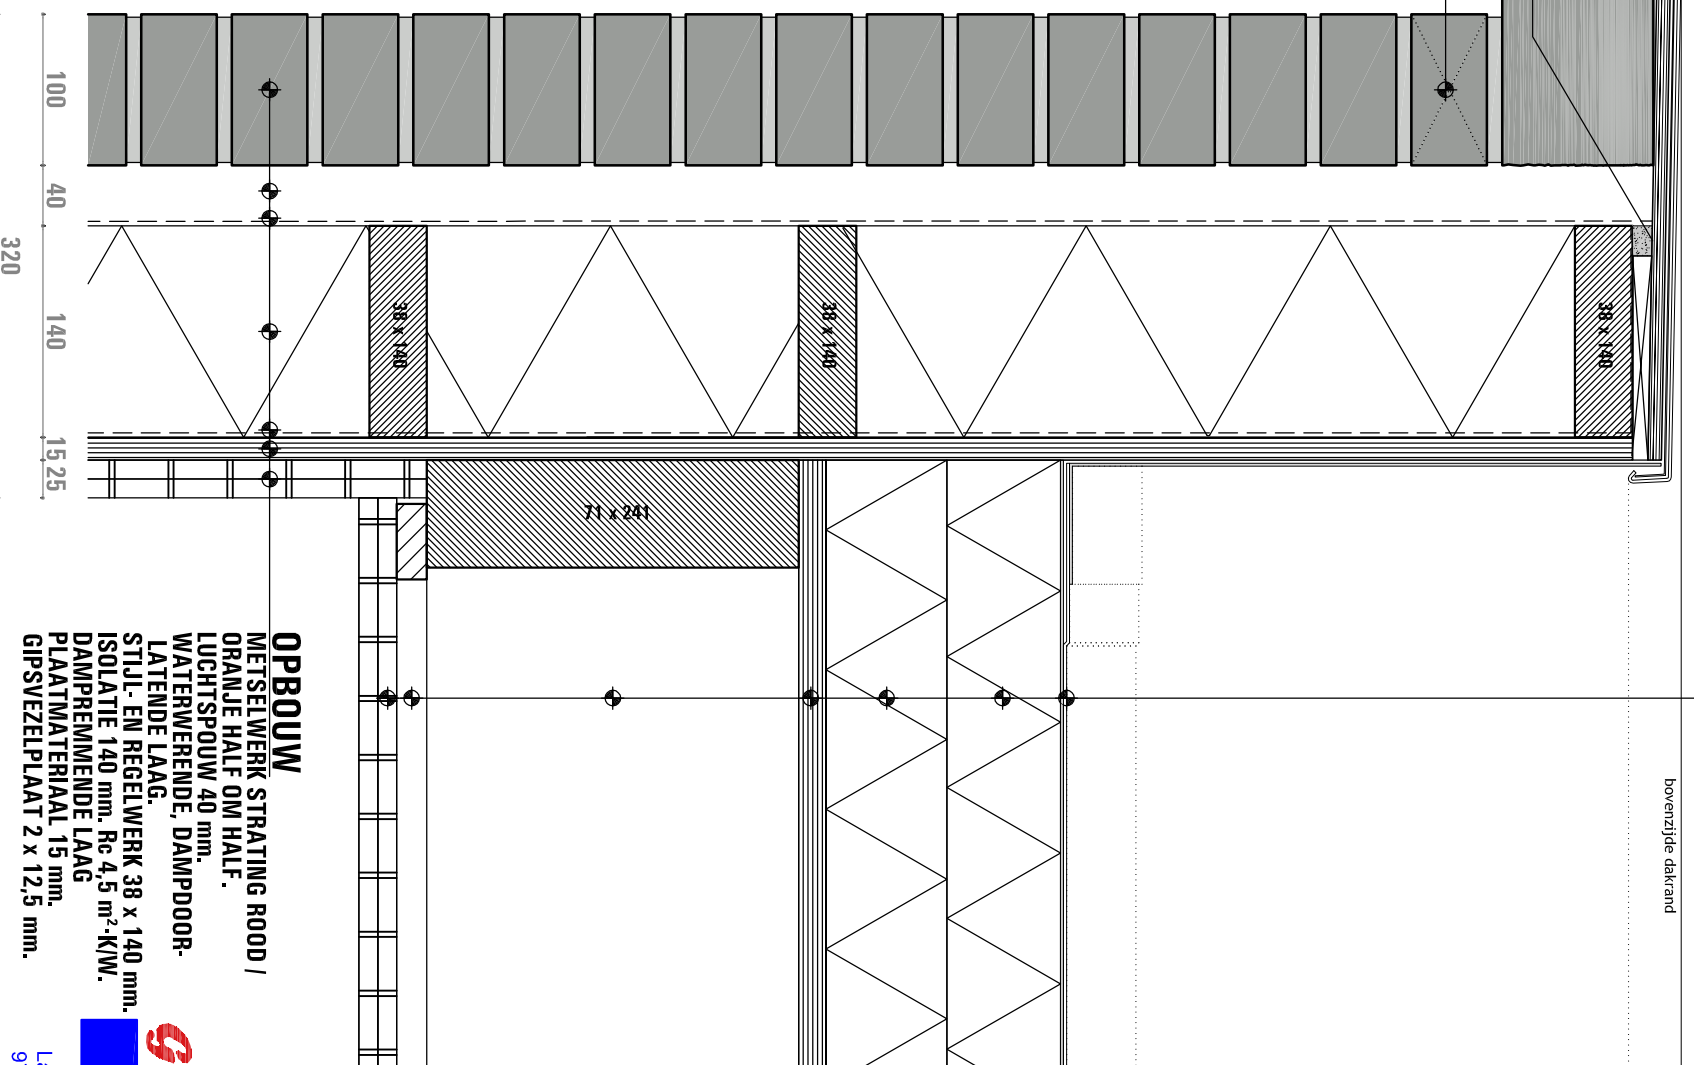 100
40
140
15 25
320
38 x 140
38 x 140
38 x 140
71 x 241
bovenzijde dakrand
OPBOUW
METSELWERK STRATING ROOD /
ORANJE HALF OM HALF.
LUCHTSPOUW 40 mm.
WATERWERENDE, DAMPDOOR-
LATENDE LAAG.
STIJL- EN REGELWERK 38 x 140 mm.
ISOLATIE 140 mm. Rc 4,5 m²·K/W.
DAMPREMMENDE LAAG
PLAATMATERIAAL 15 mm.
GIPSVEZELPLAAT 2 x 12,5 mm.